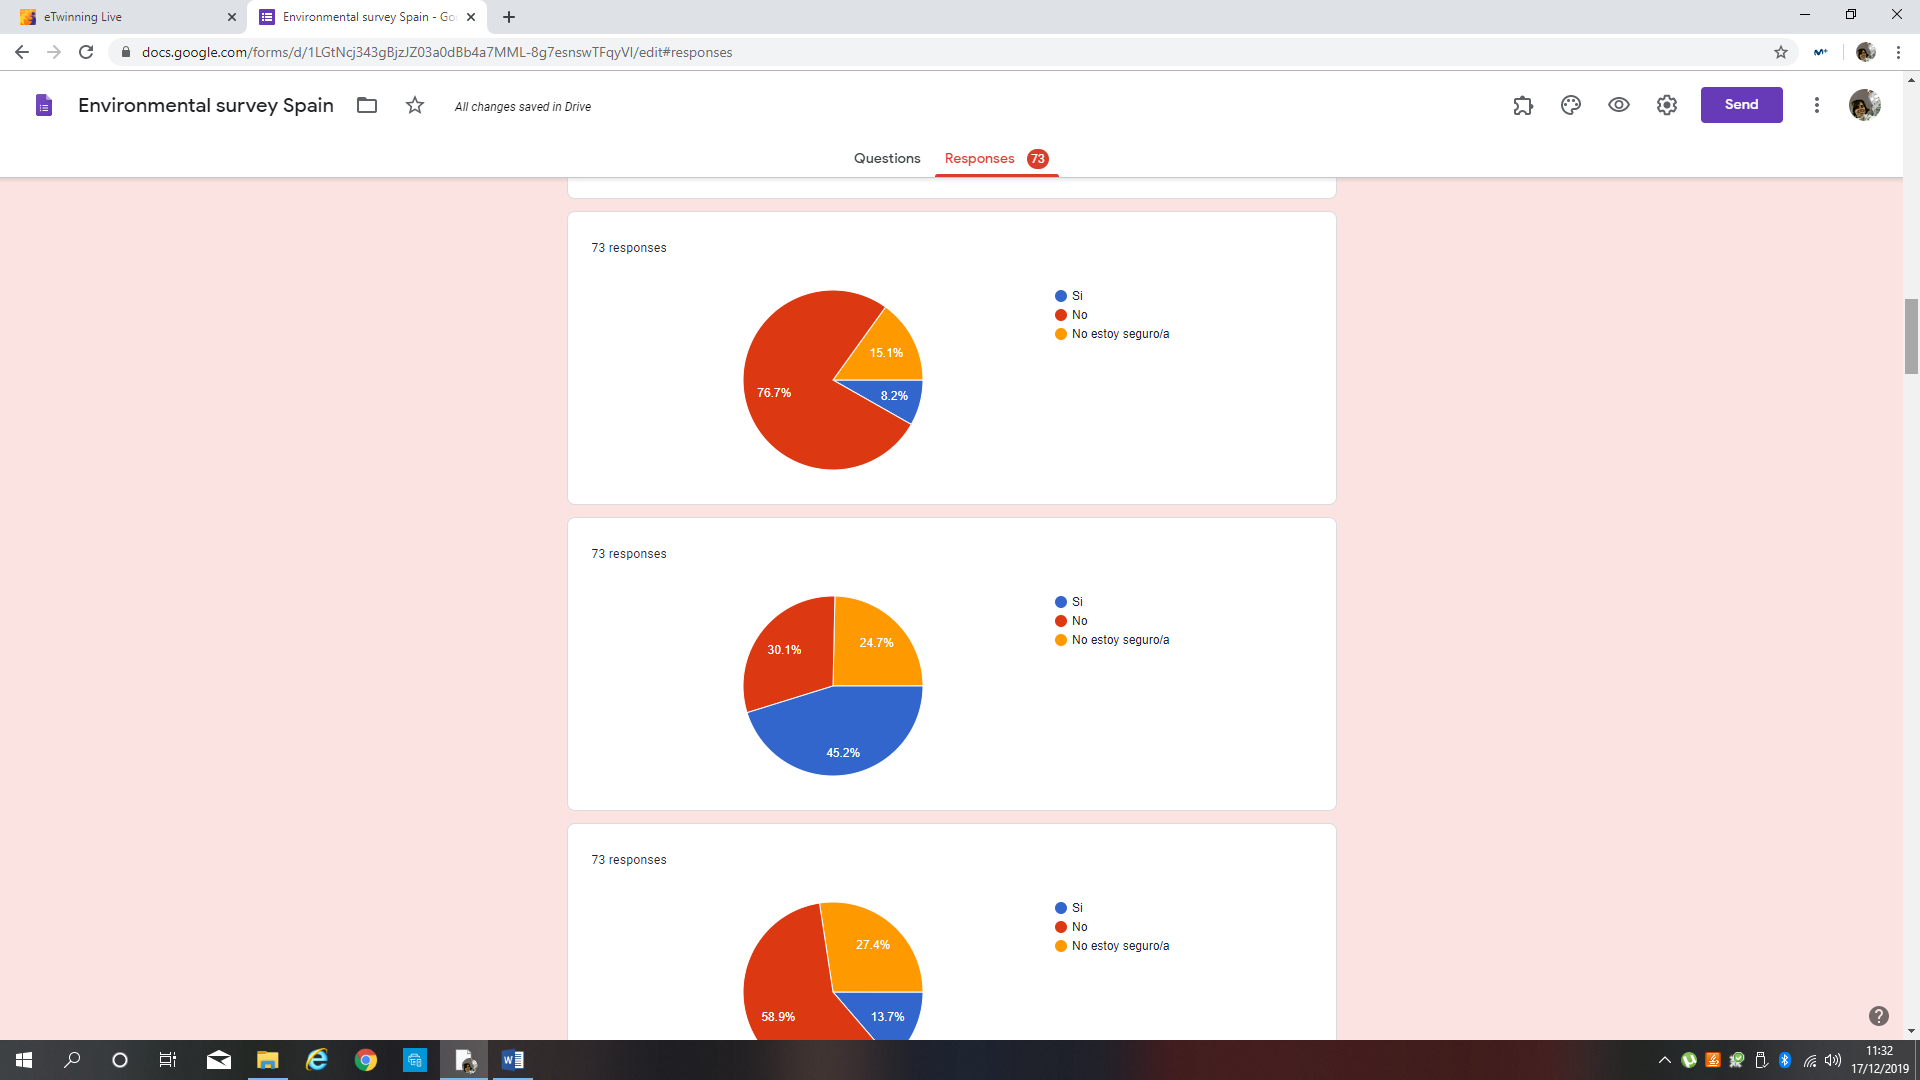 eTwinning Live
Environmental survey Spain - Go
docs.google.com/forms/d/1LGtNcj343gBjzJZ03a0dBb4a7MML-8g7esnswTFqyVI/edit#responses
Environmental survey Spain
All changes saved in Drive
Send
Questions
Responses 73
73 responses
Si
No
No estoy seguro/a
15.1%
76.7%
8.2%
73 responses
Si
No
No estoy seguro/a
30.1%
24.7%
45.2%
73 responses
Si
No
No estoy seguro/a
27.4%
58.9%
13.7%
11:32
17/12/2019